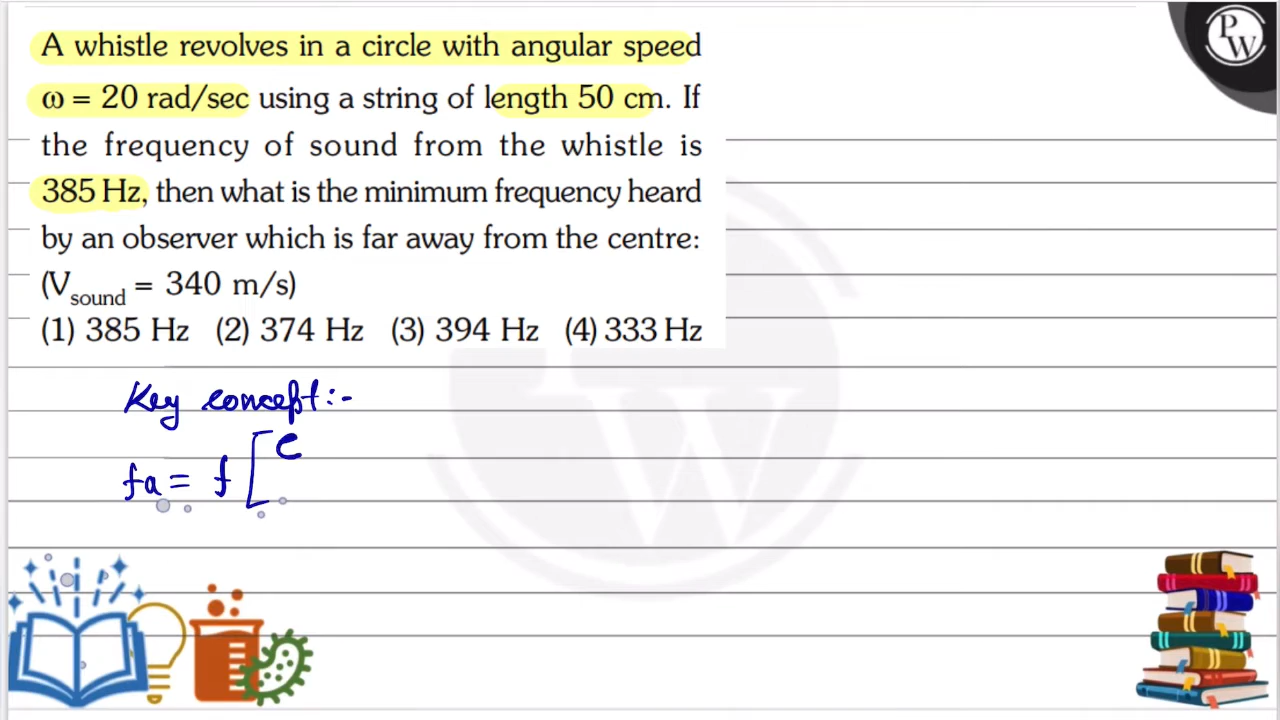 A whistle revolves in a circle with angular speed
ω = 20 rad/sec using a string of length 50 cm. If
the frequency of sound from the whistle is
385 Hz, then what is the minimum frequency heard
by an observer which is far away from the centre:
(V_sound = 340 m/s)
(1) 385 Hz (2) 374 Hz (3) 394 Hz (4) 333 Hz
Key concept :-
fa = f [ c
P
W
W